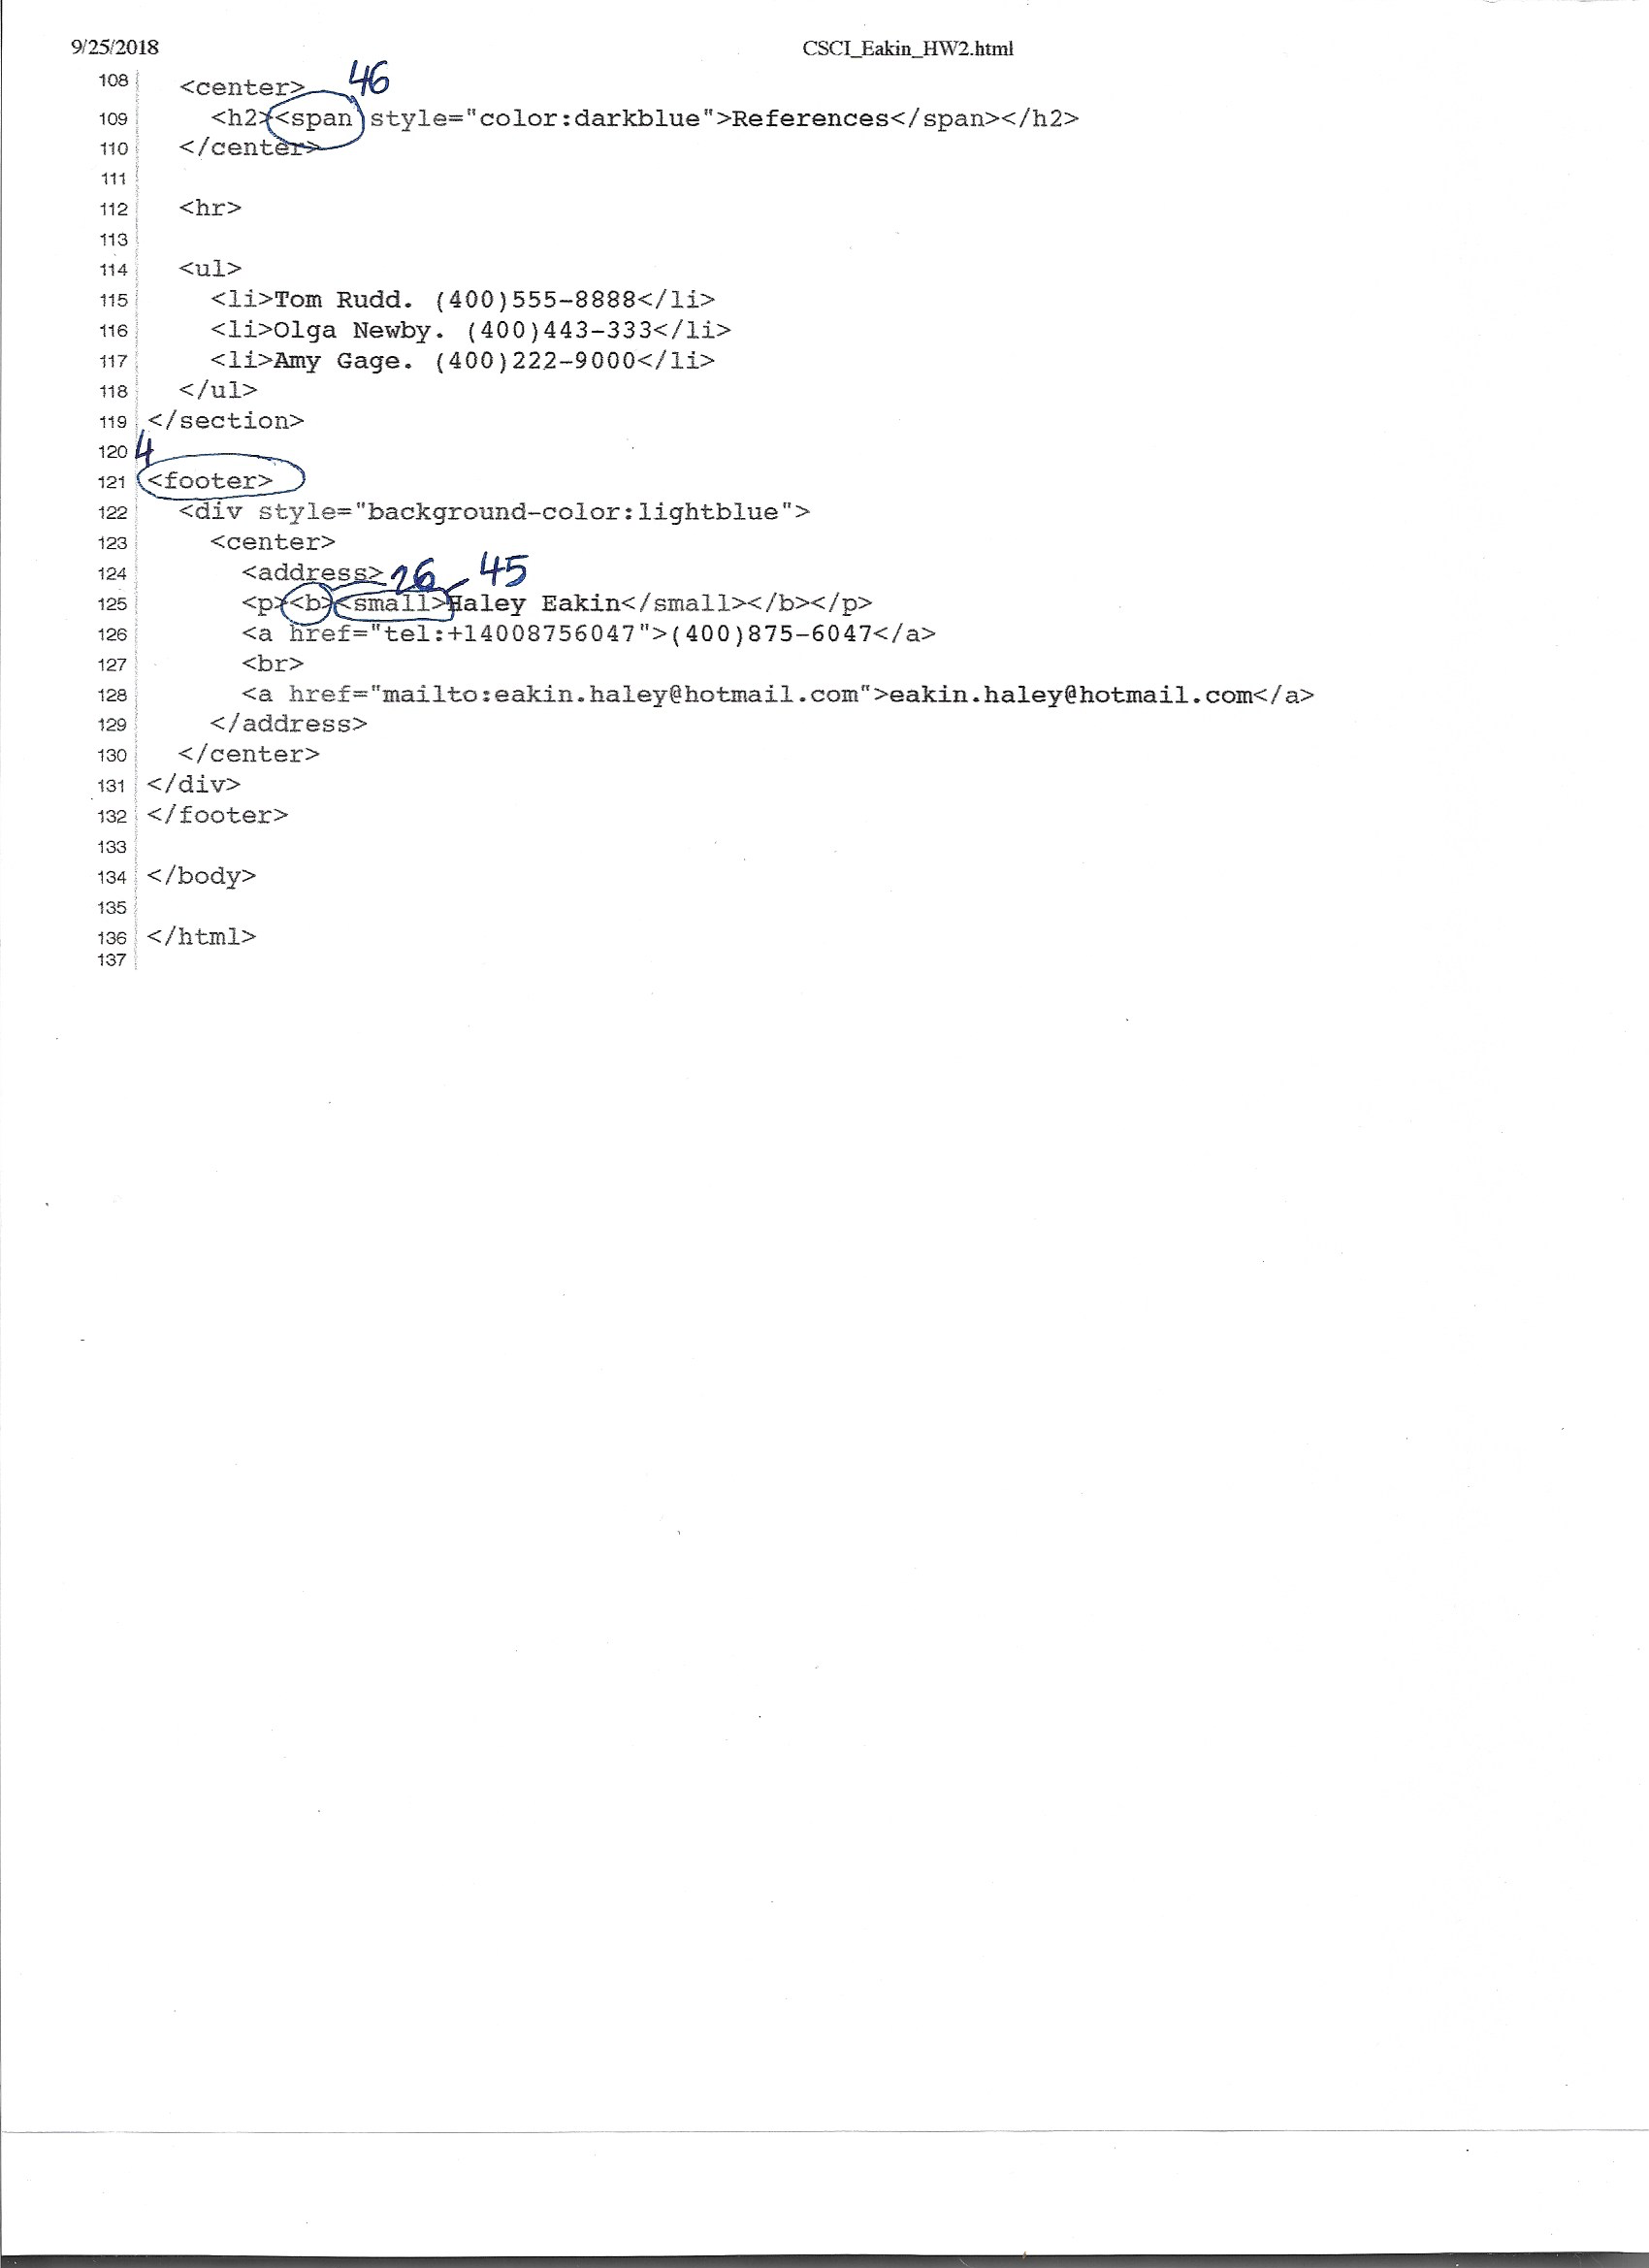 9/25/2018 CSCI_Eakin_HW2.html
108 <center> 46
109 <h2><span style="color:darkblue">References</span></h2>
110 </center>
111
112 <hr>
113
114 <ul>
115 <li>Tom Rudd. (400)555-8888</li>
116 <li>Olga Newby. (400)443-333</li>
117 <li>Amy Gage. (400)222-9000</li>
118 </ul>
119 </section>
120 4
121 <footer>
122 <div style="background-color:lightblue">
123 <center>
124 <address> 26 45
125 <p><b><small>Haley Eakin</small></b></p>
126 <a href="tel:+14008756047">(400)875-6047</a>
127 <br>
128 <a href="mailto:eakin.haley@hotmail.com">eakin.haley@hotmail.com</a>
129 </address>
130 </center>
131 </div>
132 </footer>
133
134 </body>
135
136 </html>
137